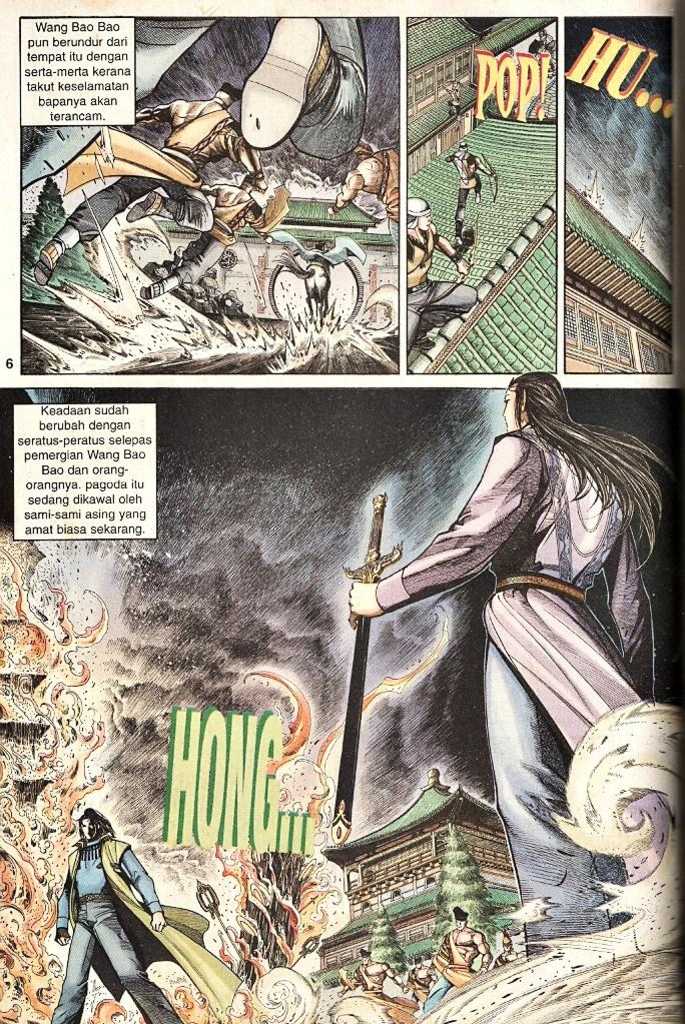 Wang Bao Bao
pun berundur dari
tempat itu dengan
serta-merta kerana
takut keselamatan
bapanya akan
terancam.
POP!
HU...
6
Keadaan sudah
berubah dengan
seratus-peratus selepas
pemergian Wang Bao
Bao dan orang-
orangnya. pagoda itu
sedang dikawal oleh
sami-sami asing yang
amat biasa sekarang.
HONG....